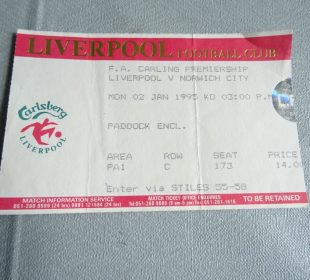 LIVERPOOL FOOTBALL CLUB
F.A. CARLING PREMIERSHIP
LIVERPOOL V NORWICH CITY
MON 02 JAN 1995 KO 03:00 P.M
Carlsberg
LIVERPOOL
PADDOCK ENCL.
AREA ROW SEAT PRICE
PA1 C 173 14.00
Enter via STILES 55-58
MATCH INFORMATION SERVICE
MATCH TICKET OFFICE INFORMATION
TO BE RETAINED